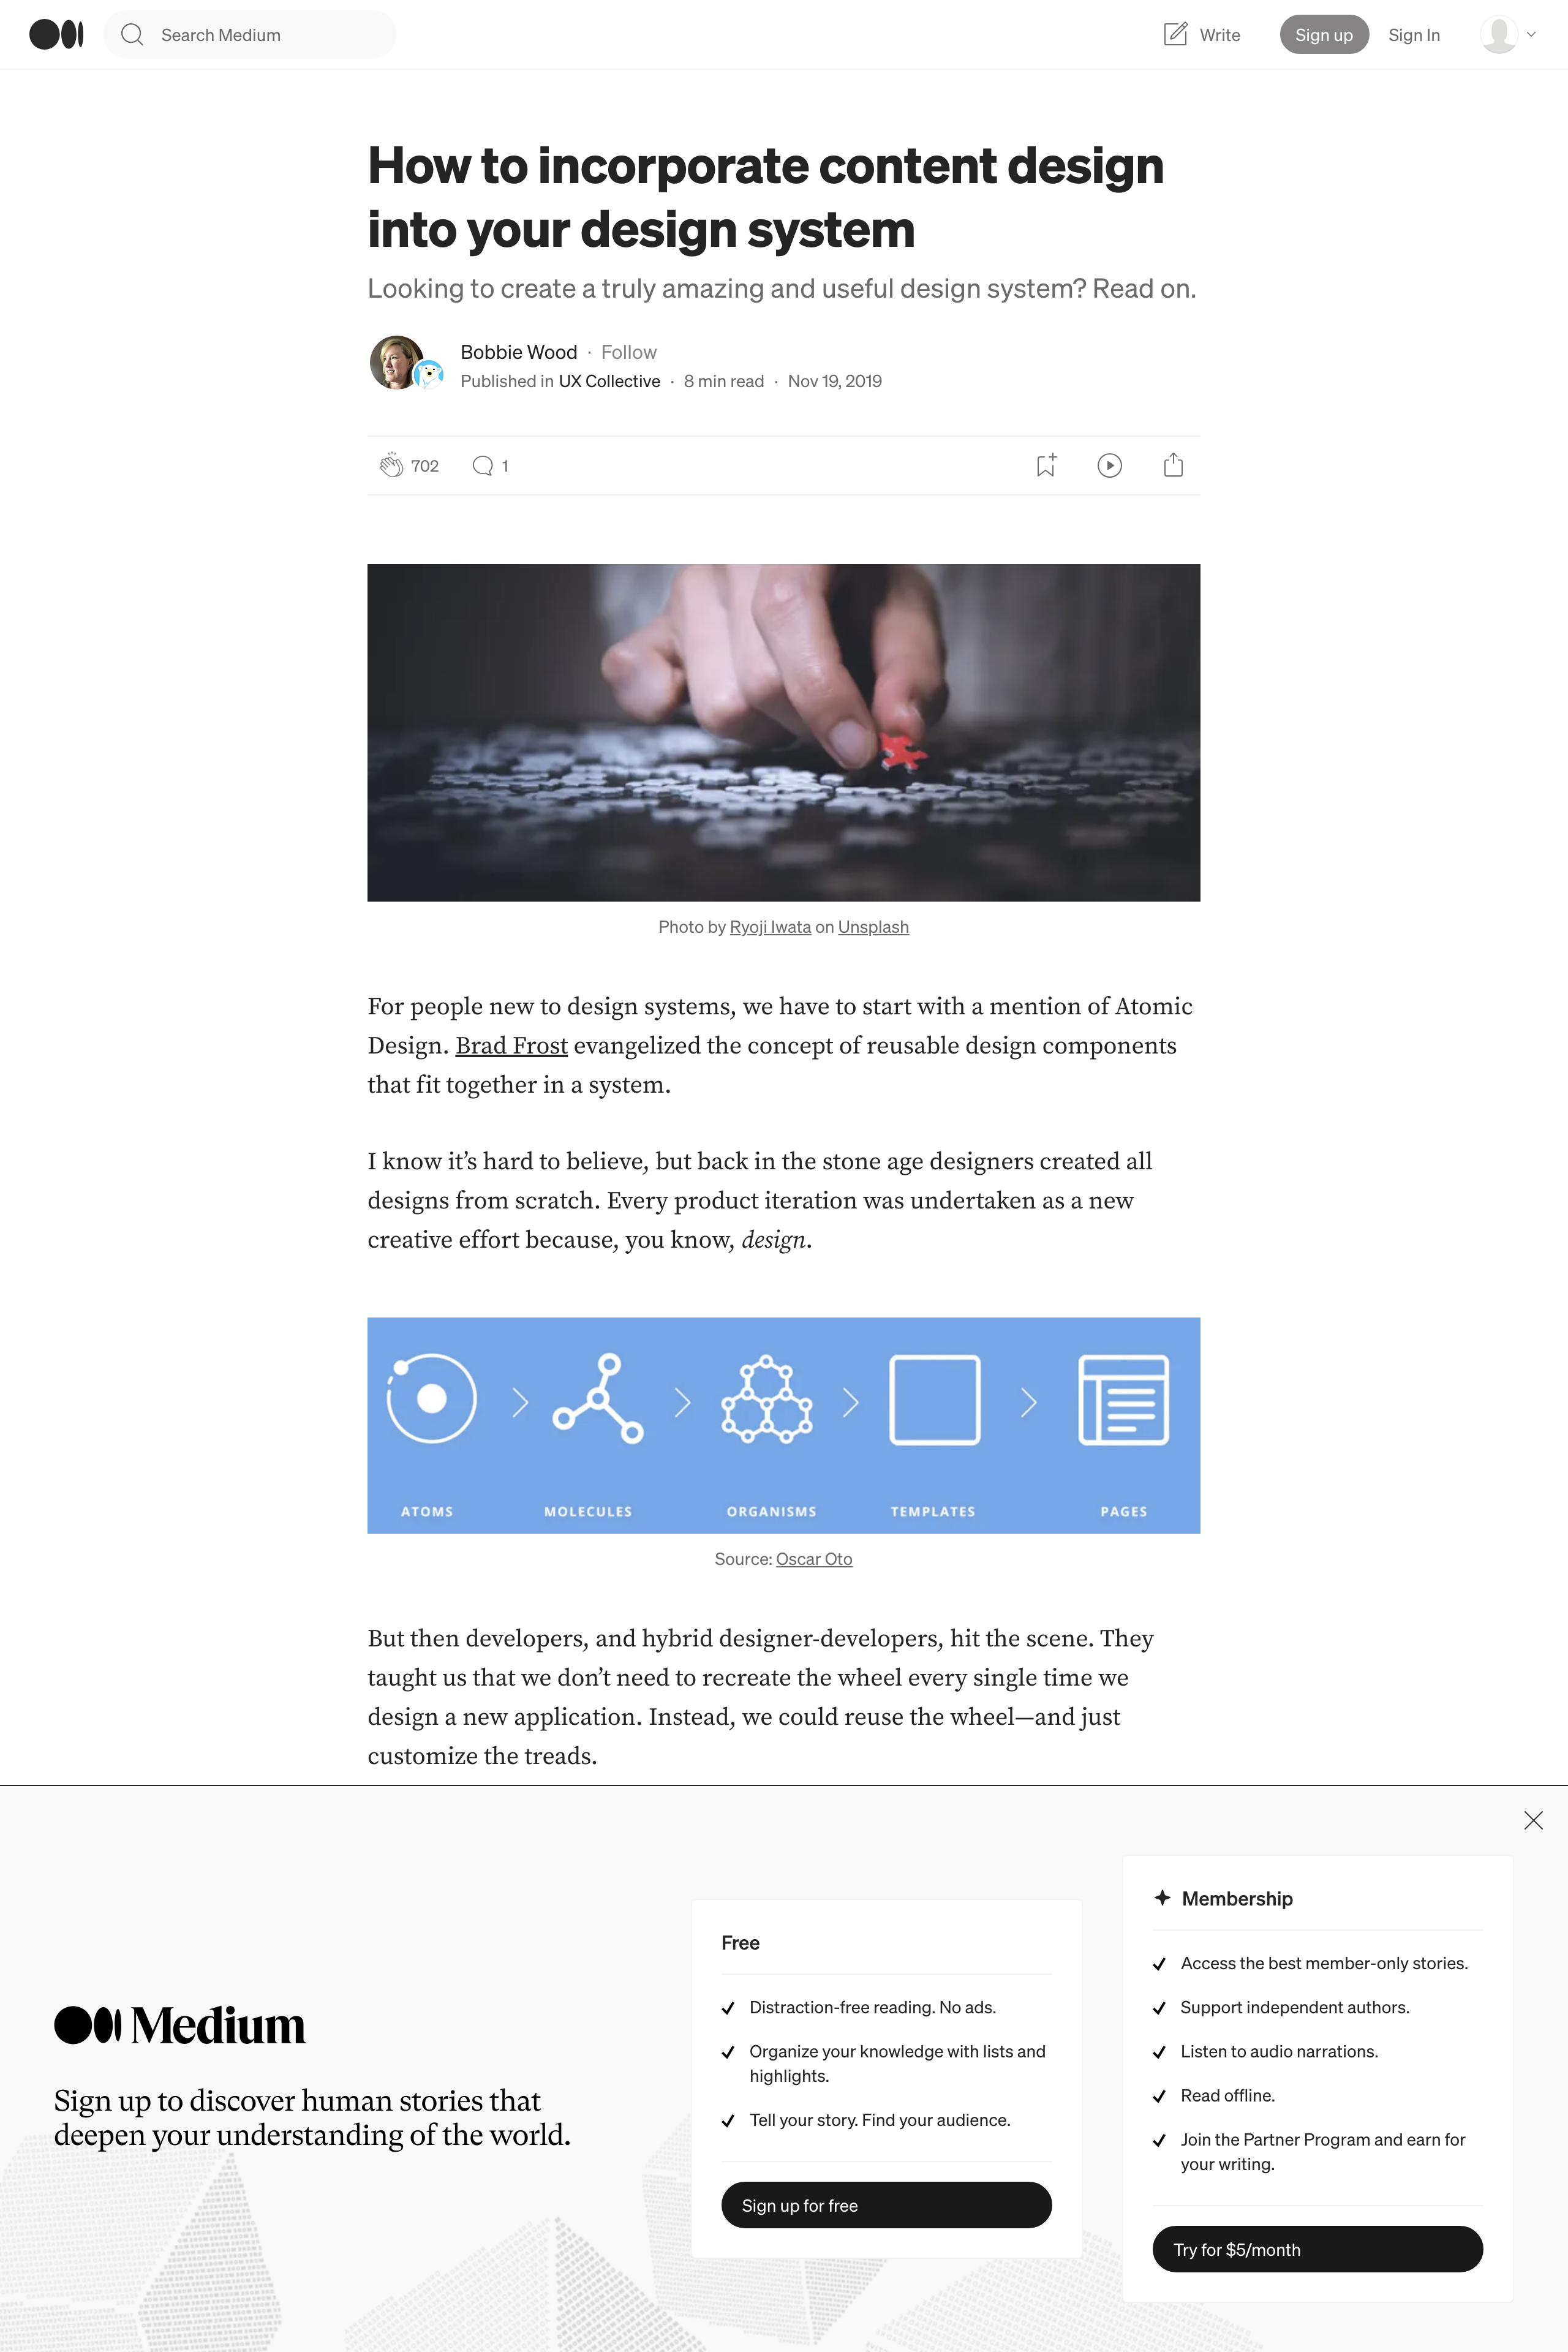 Search Medium
Write
Sign up
Sign In
How to incorporate content design
into your design system
Looking to create a truly amazing and useful design system? Read on.
Bobbie Wood · Follow
Published in UX Collective · 8 min read · Nov 19, 2019
702
1
Photo by Ryoji Iwata on Unsplash
For people new to design systems, we have to start with a mention of Atomic
Design. Brad Frost evangelized the concept of reusable design components
that fit together in a system.
I know it’s hard to believe, but back in the stone age designers created all
designs from scratch. Every product iteration was undertaken as a new
creative effort because, you know, design.
ATOMS
MOLECULES
ORGANISMS
TEMPLATES
PAGES
Source: Oscar Oto
But then developers, and hybrid designer-developers, hit the scene. They
taught us that we don’t need to recreate the wheel every single time we
design a new application. Instead, we could reuse the wheel—and just
customize the treads.
Medium
Sign up to discover human stories that
deepen your understanding of the world.
Free
Distraction-free reading. No ads.
Organize your knowledge with lists and
highlights.
Tell your story. Find your audience.
Sign up for free
Membership
Access the best member-only stories.
Support independent authors.
Listen to audio narrations.
Read offline.
Join the Partner Program and earn for
your writing.
Try for $5/month